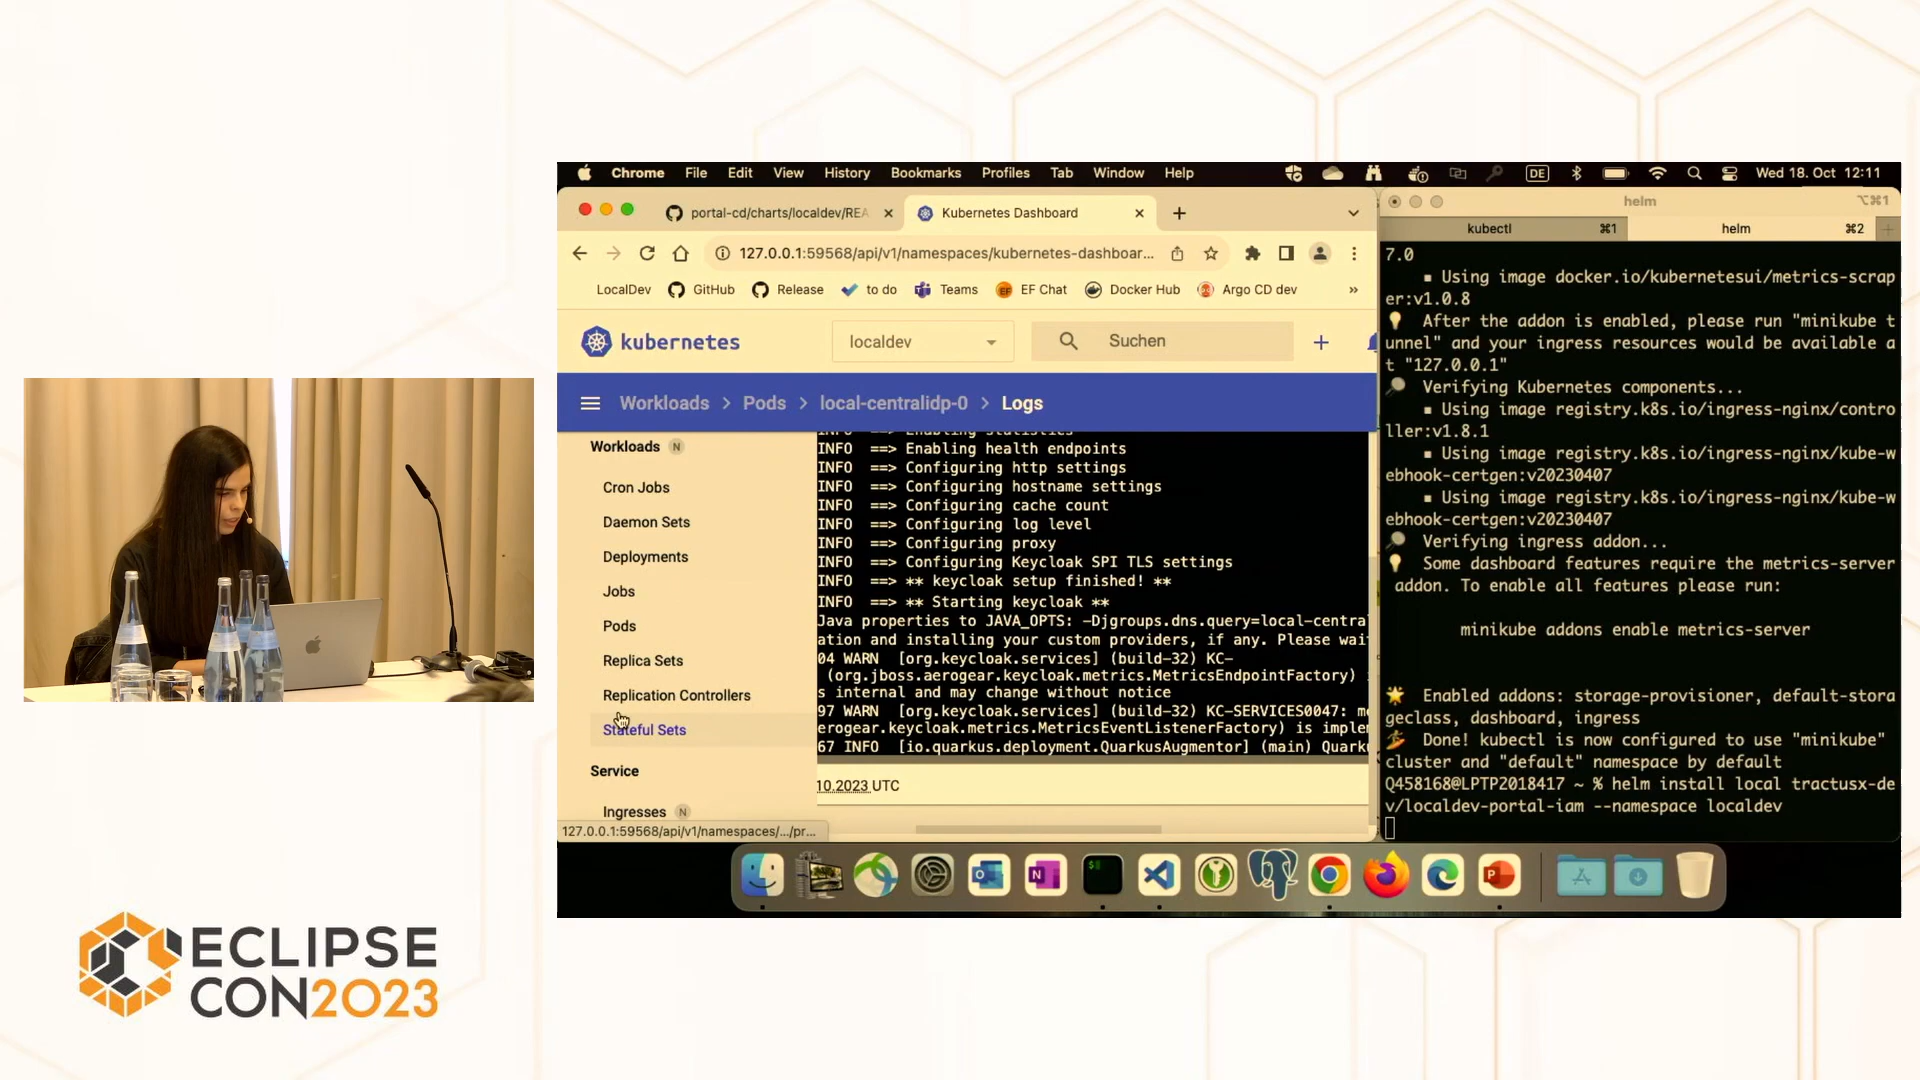 Chrome File Edit View History Bookmarks Profiles Tab Window Help DE Wed 18. Oct 12:11
portal-cd/charts/localdev/REA
Kubernetes Dashboard
127.0.0.1:59568/api/v1/namespaces/kubernetes-dashboar...
LocalDev GitHub Release to do Teams EF Chat Docker Hub Argo CD dev »
kubernetes
localdev
Suchen
Workloads > Pods > local-centralidp-0 > Logs
Workloads N
Cron Jobs
Daemon Sets
Deployments
Jobs
Pods
Replica Sets
Replication Controllers
Stateful Sets
Service
Ingresses N
127.0.0.1:59568/api/v1/namespaces/.../pr...
INFO ==> Enabling statistics
INFO ==> Enabling health endpoints
INFO ==> Configuring http settings
INFO ==> Configuring hostname settings
INFO ==> Configuring cache count
INFO ==> Configuring log level
INFO ==> Configuring proxy
INFO ==> Configuring Keycloak SPI TLS settings
INFO ==> ** keycloak setup finished! **
INFO ==> ** Starting keycloak **
Java properties to JAVA_OPTS: -Djgroups.dns.query=local-centra
ation and installing your custom providers, if any. Please wai
04 WARN [org.keycloak.services] (build-32) KC-
(org.jboss.aerogear.keycloak.metrics.MetricsEndpointFactory)
s internal and may change without notice
97 WARN [org.keycloak.services] (build-32) KC-SERVICES0047: m
erogear.keycloak.metrics.MetricsEventListenerFactory) is imple
67 INFO [io.quarkus.deployment.QuarkusAugmentor] (main) Quark
10.2023 UTC
helm ⌥⌘1
kubectl ⌘1 helm ⌘2
7.0
▪ Using image docker.io/kubernetesui/metrics-scrap
er:v1.0.8
After the addon is enabled, please run "minikube t
unnel" and your ingress resources would be available a
t "127.0.0.1"
Verifying Kubernetes components...
▪ Using image registry.k8s.io/ingress-nginx/contro
ller:v1.8.1
▪ Using image registry.k8s.io/ingress-nginx/kube-w
ebhook-certgen:v20230407
▪ Using image registry.k8s.io/ingress-nginx/kube-w
ebhook-certgen:v20230407
Verifying ingress addon...
Some dashboard features require the metrics-server
addon. To enable all features please run:
minikube addons enable metrics-server
Enabled addons: storage-provisioner, default-stora
geclass, dashboard, ingress
Done! kubectl is now configured to use "minikube"
cluster and "default" namespace by default
Q458168@LPTP2018417 ~ % helm install local tractusx-de
v/localdev-portal-iam --namespace localdev
ECLIPSE
CON2023